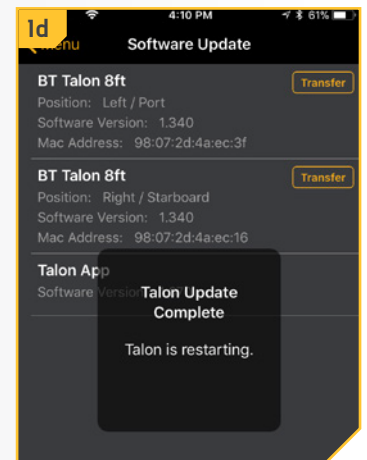 1d
4:10 PM
61%
Menu
Software Update
BT Talon 8ft
Transfer
Position: Left / Port
Software Version: 1.340
Mac Address: 98:07:2d:4a:ec:3f
BT Talon 8ft
Transfer
Position: Right / Starboard
Software Version: 1.340
Mac Address: 98:07:2d:4a:ec:16
Talon App
Software Version
Talon Update
Complete
Talon is restarting.